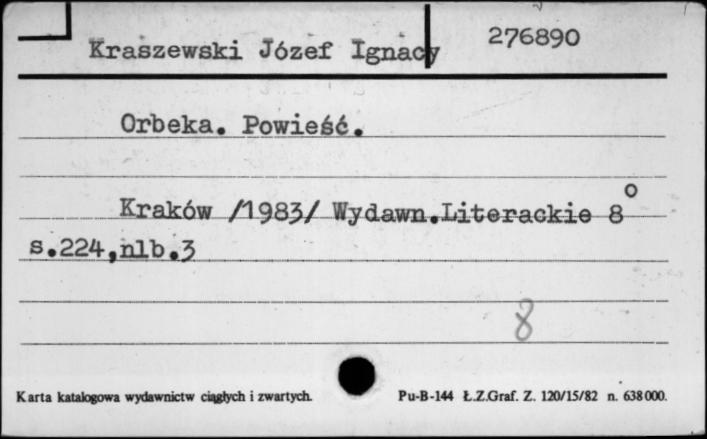 Kraszewski Józef Ignacy 276890
Orbeka. Powieść.
Kraków /1983/ Wydawn.Literackie 8°
s.224,nlb.3
8
Karta katalogowa wydawnictw ciągłych i zwartych. Pu-B-144 Ł.Z.Graf. Z. 120/15/82 n. 638000.